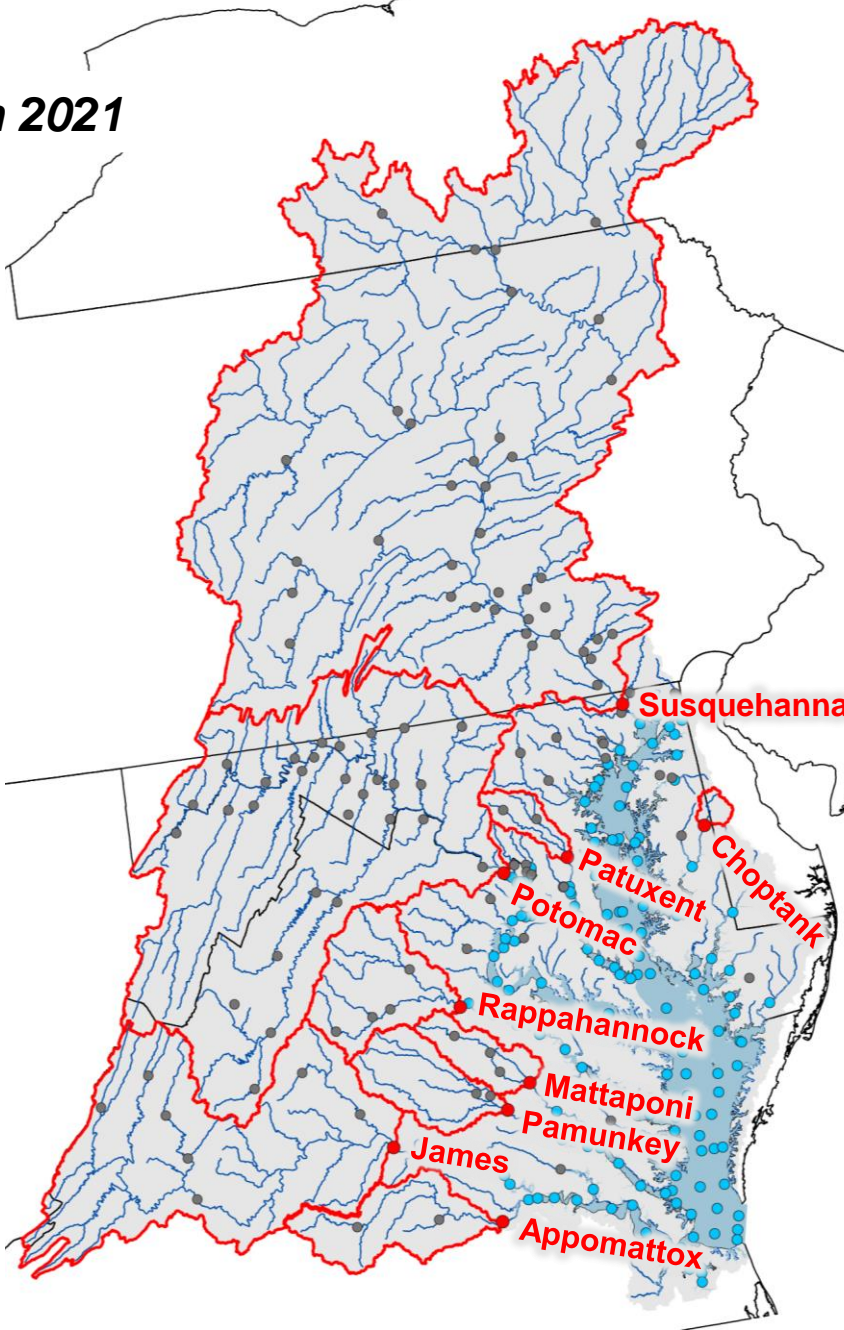 2021
Susquehanna
Choptank
Patuxent
Potomac
Rappahannock
Mattaponi
Pamunkey
James
Appomattox